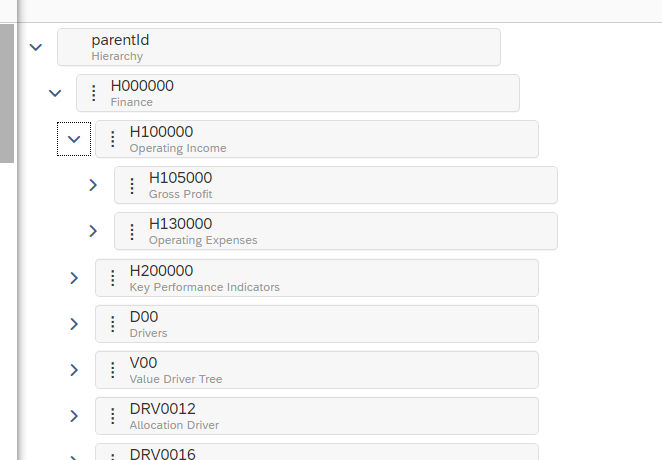 parentId
Hierarchy
H000000
Finance
H100000
Operating Income
H105000
Gross Profit
H130000
Operating Expenses
H200000
Key Performance Indicators
D00
Drivers
V00
Value Driver Tree
DRV0012
Allocation Driver
DRV0016